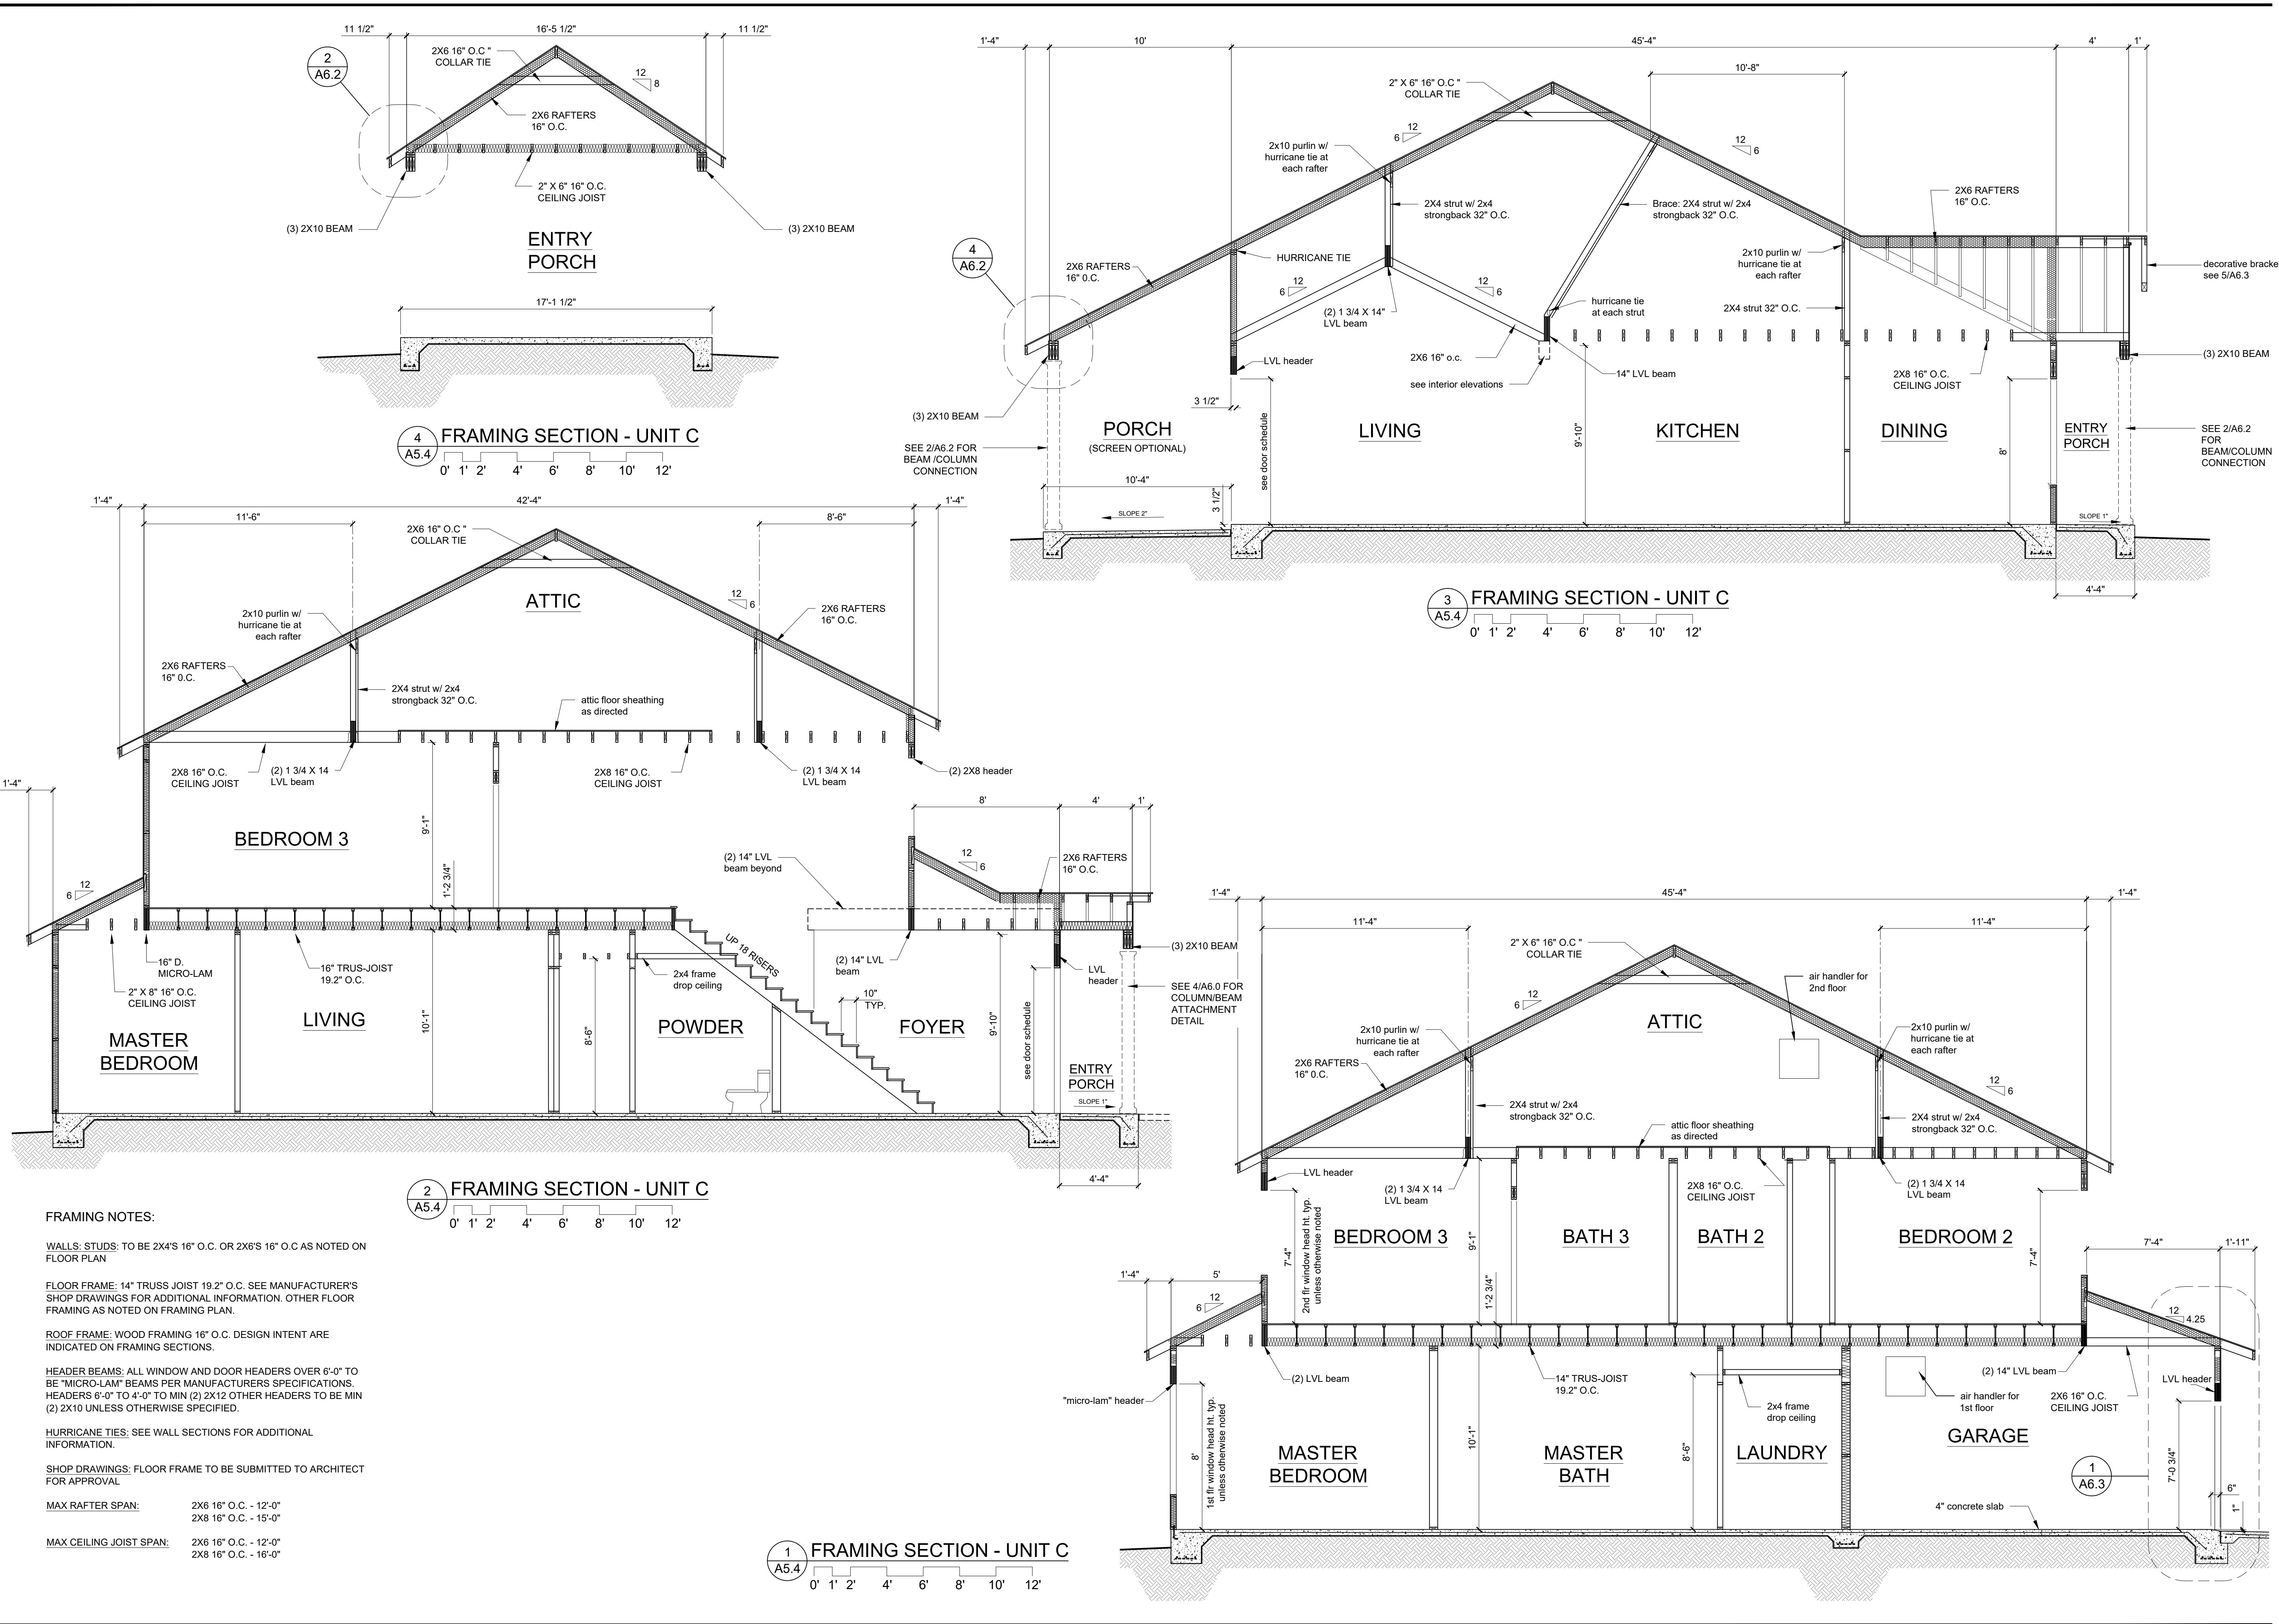 11 1/2"
16'-5 1/2"
11 1/2"
2
A6.2
2X6 16" O.C "
COLLAR TIE
12
8
2X6 RAFTERS
16" O.C.
2" X 6" 16" O.C.
CEILING JOIST
(3) 2X10 BEAM
(3) 2X10 BEAM
ENTRY
PORCH
17'-1 1/2"
4
A5.4
FRAMING SECTION - UNIT C
0' 1' 2' 4' 6' 8' 10' 12'
1'-4"
10'
45'-4"
4'
1'
10'-8"
2" X 6" 16" O.C "
COLLAR TIE
12
6
12
6
2x10 purlin w/
hurricane tie at
each rafter
2X4 strut w/ 2x4
strongback 32" O.C.
Brace: 2X4 strut w/ 2x4
strongback 32" O.C.
2X6 RAFTERS
16" O.C.
4
A6.2
2X6 RAFTERS
16" 0.C.
HURRICANE TIE
2x10 purlin w/
hurricane tie at
each rafter
decorative bracke
see 5/A6.3
12
6
12
6
(2) 1 3/4 X 14"
LVL beam
hurricane tie
at each strut
2X4 strut 32" O.C.
LVL header
2X6 16" o.c.
see interior elevations
14" LVL beam
2X8 16" O.C.
CEILING JOIST
(3) 2X10 BEAM
(3) 2X10 BEAM
3 1/2"
see door schedule
9'-10"
8'
PORCH
(SCREEN OPTIONAL)
LIVING
KITCHEN
DINING
ENTRY
PORCH
SEE 2/A6.2 FOR
BEAM /COLUMN
CONNECTION
SEE 2/A6.2
FOR
BEAM/COLUMN
CONNECTION
10'-4"
3 1/2"
SLOPE 2"
SLOPE 1"
4'-4"
3
A5.4
FRAMING SECTION - UNIT C
0' 1' 2' 4' 6' 8' 10' 12'
1'-4"
42'-4"
1'-4"
11'-6"
8'-6"
2X6 16" O.C "
COLLAR TIE
ATTIC
12
6
2x10 purlin w/
hurricane tie at
each rafter
2X6 RAFTERS
16" O.C.
2X6 RAFTERS
16" 0.C.
2X4 strut w/ 2x4
strongback 32" O.C.
attic floor sheathing
as directed
2X8 16" O.C.
CEILING JOIST
(2) 1 3/4 X 14
LVL beam
2X8 16" O.C.
CEILING JOIST
(2) 1 3/4 X 14
LVL beam
(2) 2X8 header
1'-4"
8'
4'
1'
BEDROOM 3
9'-1"
1'-2 3/4"
(2) 14" LVL
beam beyond
12
6
2X6 RAFTERS
16" O.C.
12
6
16" D.
MICRO-LAM
2" X 8" 16" O.C.
CEILING JOIST
16" TRUS-JOIST
19.2" O.C.
UP 18 RISERS
2x4 frame
drop ceiling
10"
TYP.
(2) 14" LVL
beam
LVL
header
(3) 2X10 BEAM
SEE 4/A6.0 FOR
COLUMN/BEAM
ATTACHMENT
DETAIL
MASTER
BEDROOM
LIVING
10'-1"
8'-6"
POWDER
FOYER
9'-10"
see door schedule
ENTRY
PORCH
SLOPE 1"
4'-4"
2
A5.4
FRAMING SECTION - UNIT C
0' 1' 2' 4' 6' 8' 10' 12'
FRAMING NOTES:
WALLS: STUDS: TO BE 2X4'S 16" O.C. OR 2X6'S 16" O.C AS NOTED ON
FLOOR PLAN
FLOOR FRAME: 14" TRUSS JOIST 19.2" O.C. SEE MANUFACTURER'S
SHOP DRAWINGS FOR ADDITIONAL INFORMATION. OTHER FLOOR
FRAMING AS NOTED ON FRAMING PLAN.
ROOF FRAME: WOOD FRAMING 16" O.C. DESIGN INTENT ARE
INDICATED ON FRAMING SECTIONS.
HEADER BEAMS: ALL WINDOW AND DOOR HEADERS OVER 6'-0" TO
BE "MICRO-LAM" BEAMS PER MANUFACTURERS SPECIFICATIONS.
HEADERS 6'-0" TO 4'-0" TO MIN (2) 2X12 OTHER HEADERS TO BE MIN
(2) 2X10 UNLESS OTHERWISE SPECIFIED.
HURRICANE TIES: SEE WALL SECTIONS FOR ADDITIONAL
INFORMATION.
SHOP DRAWINGS: FLOOR FRAME TO BE SUBMITTED TO ARCHITECT
FOR APPROVAL
MAX RAFTER SPAN: 2X6 16" O.C. - 12'-0"
2X8 16" O.C. - 15'-0"
MAX CEILING JOIST SPAN: 2X6 16" O.C. - 12'-0"
2X8 16" O.C. - 16'-0"
1'-4"
45'-4"
1'-4"
11'-4"
11'-4"
2" X 6" 16" O.C "
COLLAR TIE
12
6
air handler for
2nd floor
ATTIC
2x10 purlin w/
hurricane tie at
each rafter
2x10 purlin w/
hurricane tie at
each rafter
2X6 RAFTERS
16" 0.C.
12
6
2X4 strut w/ 2x4
strongback 32" O.C.
2X4 strut w/ 2x4
strongback 32" O.C.
attic floor sheathing
as directed
LVL header
(2) 1 3/4 X 14
LVL beam
2X8 16" O.C.
CEILING JOIST
(2) 1 3/4 X 14
LVL beam
7'-4"
2nd flr window head ht. typ.
unless otherwise noted
BEDROOM 3
9'-1"
BATH 3
BATH 2
BEDROOM 2
7'-4"
7'-4"
1'-11"
1'-4"
5'
12
6
1'-2 3/4"
12
4.25
"micro-lam" header
(2) LVL beam
14" TRUS-JOIST
19.2" O.C.
2x4 frame
drop ceiling
air handler for
1st floor
(2) 14" LVL beam
2X6 16" O.C.
CEILING JOIST
LVL header
8'
1st flr window head ht. typ.
unless otherwise noted
MASTER
BEDROOM
10'-1"
MASTER
BATH
8'-6"
LAUNDRY
GARAGE
1
A6.3
7'-0 3/4"
6"
1"
4" concrete slab
1
A5.4
FRAMING SECTION - UNIT C
0' 1' 2' 4' 6' 8' 10' 12'